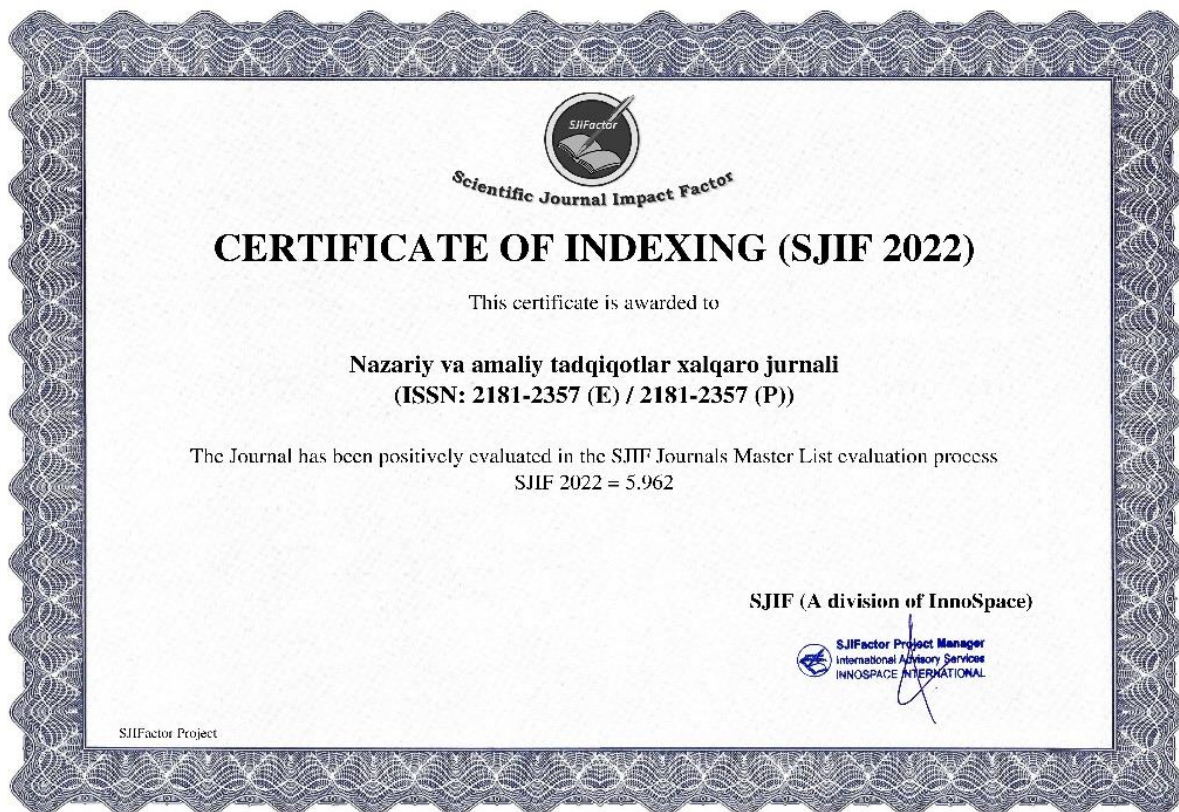 SJIFactor
Scientific Journal Impact Factor
CERTIFICATE OF INDEXING (SJIF 2022)
This certificate is awarded to
Nazariy va amaliy tadqiqotlar xalqaro jurnali
(ISSN: 2181-2357 (E) / 2181-2357 (P))
The Journal has been positively evaluated in the SJIF Journals Master List evaluation process
SJIF 2022 = 5.962
SJIF (A division of InnoSpace)
SJIFactor Project Manager
International Advisory Services
INNOSPACE INTERNATIONAL
SJIFactor Project